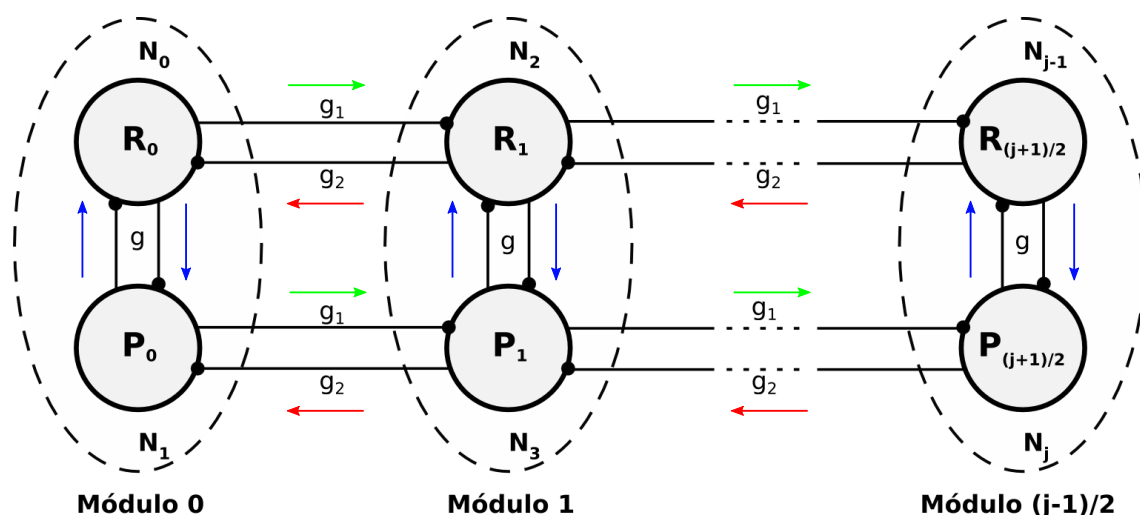 N0 N2 Nj-1
g1 g1
R0 R1 R(j+1)/2
g2 g2
g g g
g1 g1
P0 P1 P(j+1)/2
g2 g2
N1 N3 Nj
Módulo 0 Módulo 1 Módulo (j-1)/2